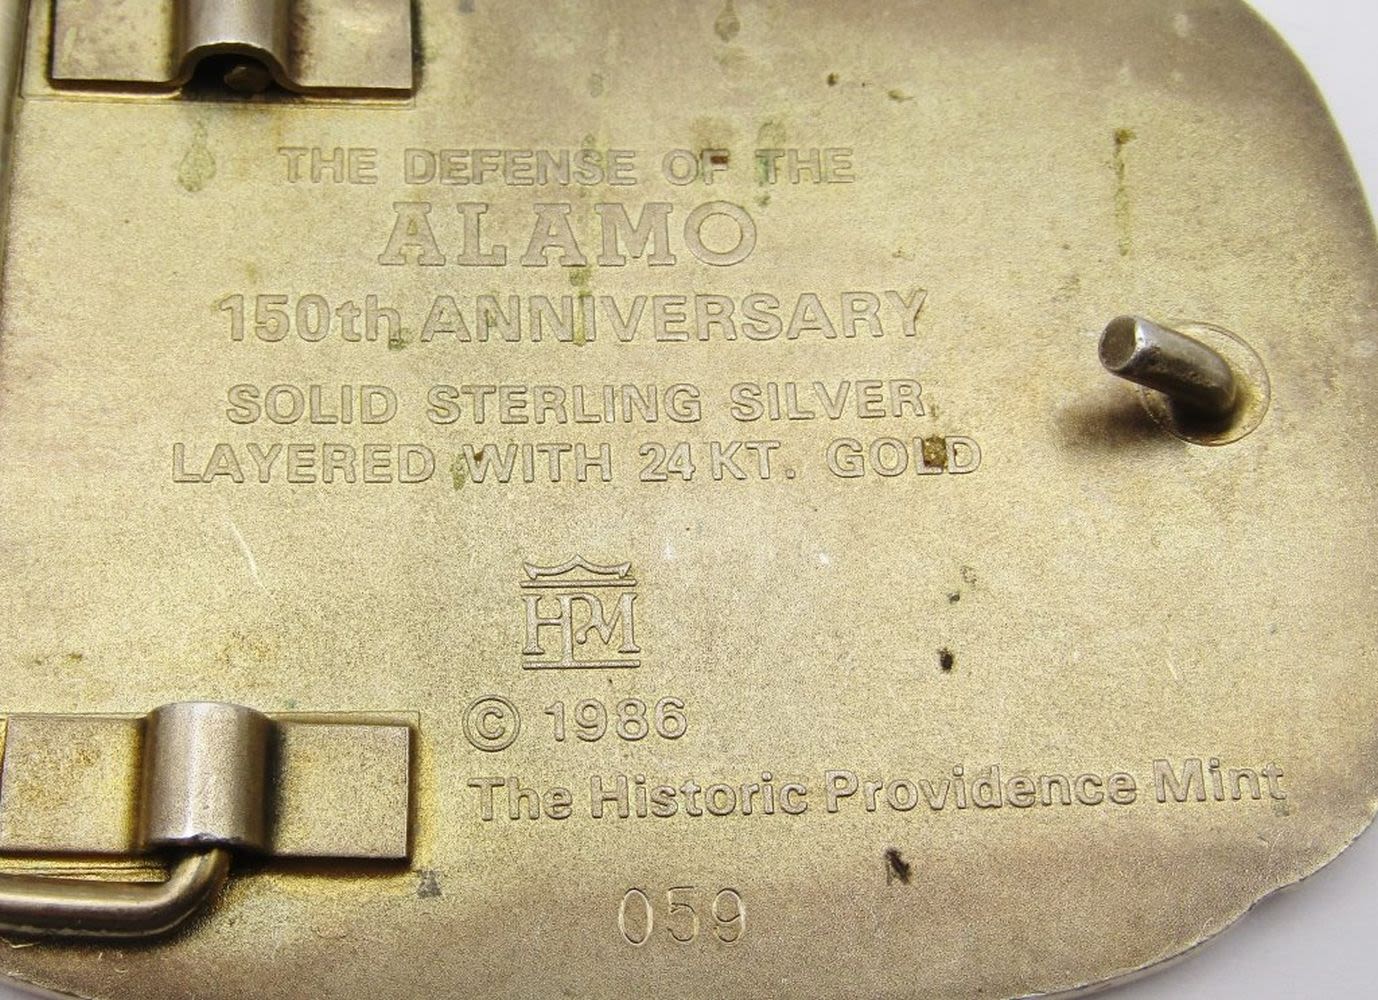 THE DEFENSE OF THE
ALAMO
150th ANNIVERSARY
SOLID STERLING SILVER
LAYERED WITH 24 KT. GOLD
HPM
© 1986
The Historic Providence Mint
059